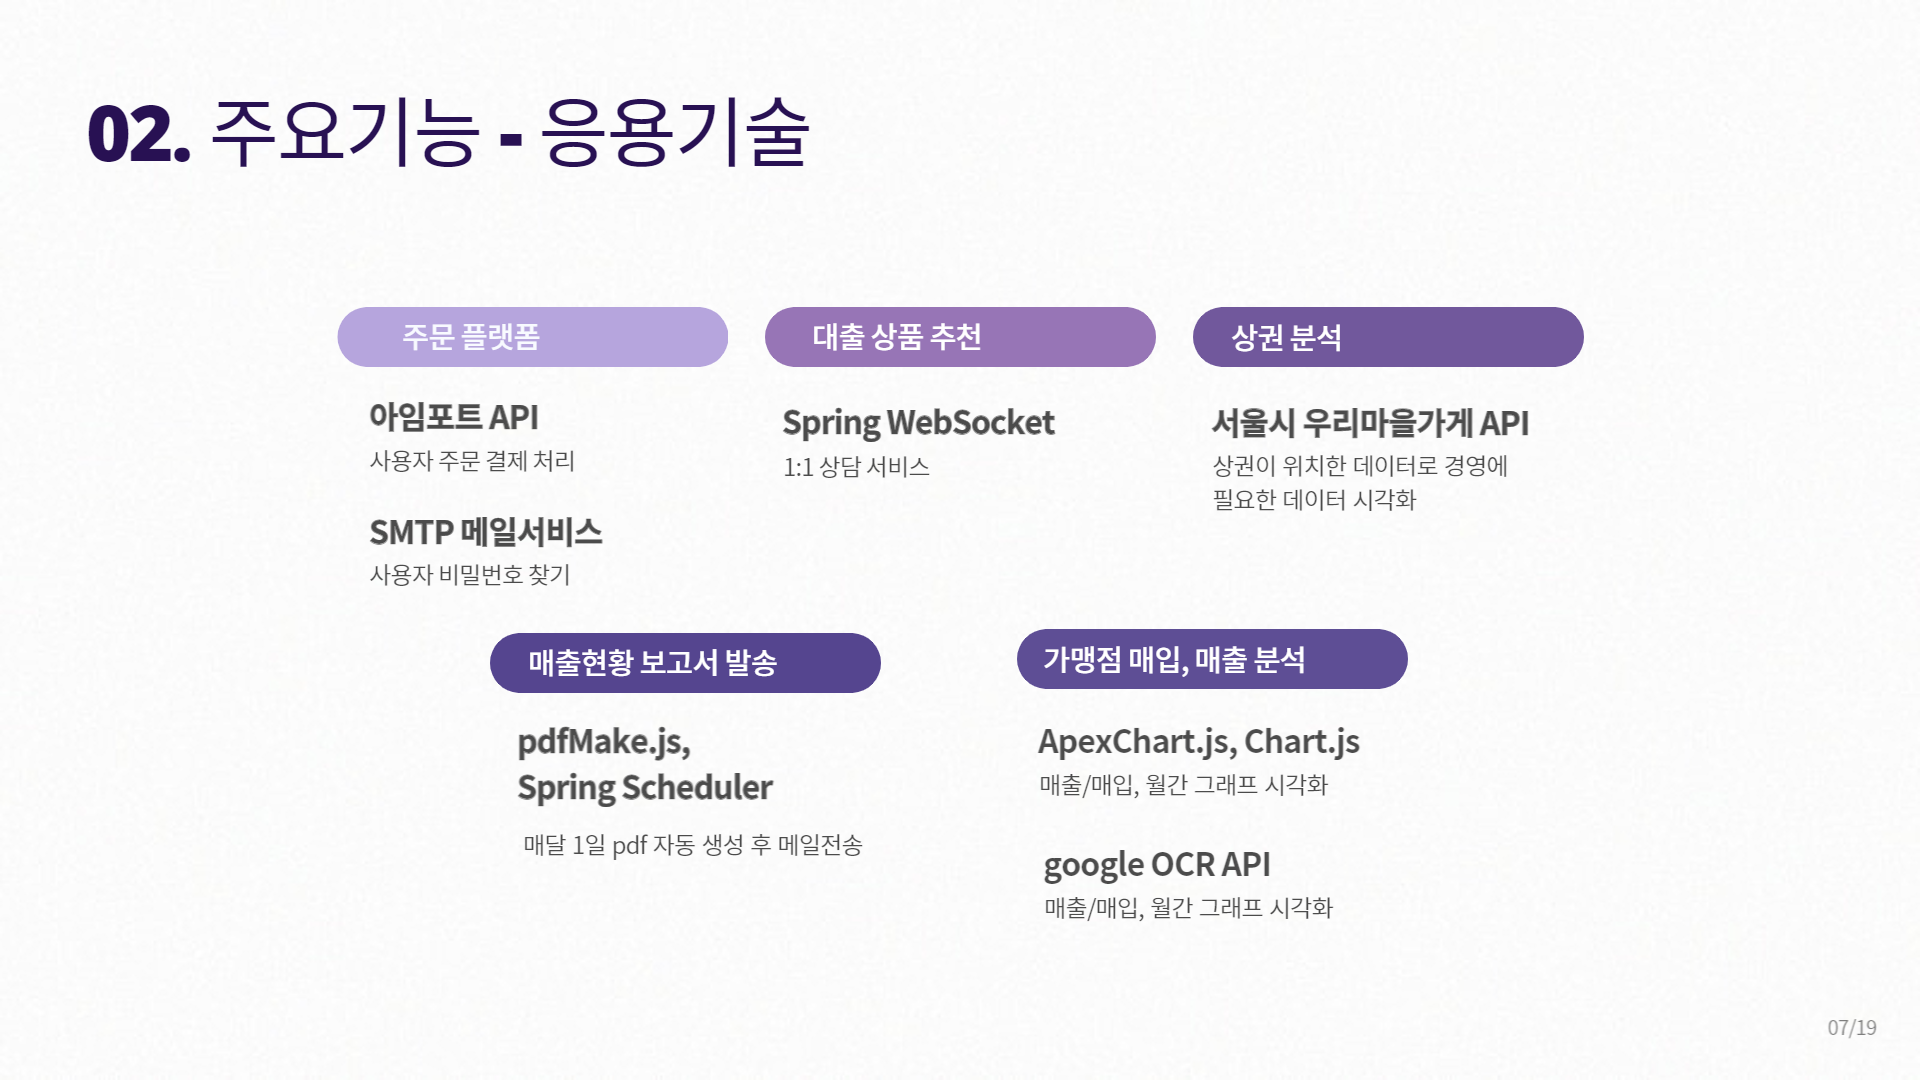 02. 주요기능 - 응용기술
주문 플랫폼
아임포트 API
사용자 주문 결제 처리
SMTP 메일서비스
사용자 비밀번호 찾기
대출 상품 추천
Spring WebSocket
1:1 상담 서비스
상권 분석
서울시 우리마을가게 API
상권이 위치한 데이터로 경영에
필요한 데이터 시각화
매출현황 보고서 발송
pdfMake.js,
Spring Scheduler
매달 1일 pdf 자동 생성 후 메일전송
가맹점 매입, 매출 분석
ApexChart.js, Chart.js
매출/매입, 월간 그래프 시각화
google OCR API
매출/매입, 월간 그래프 시각화
07/19